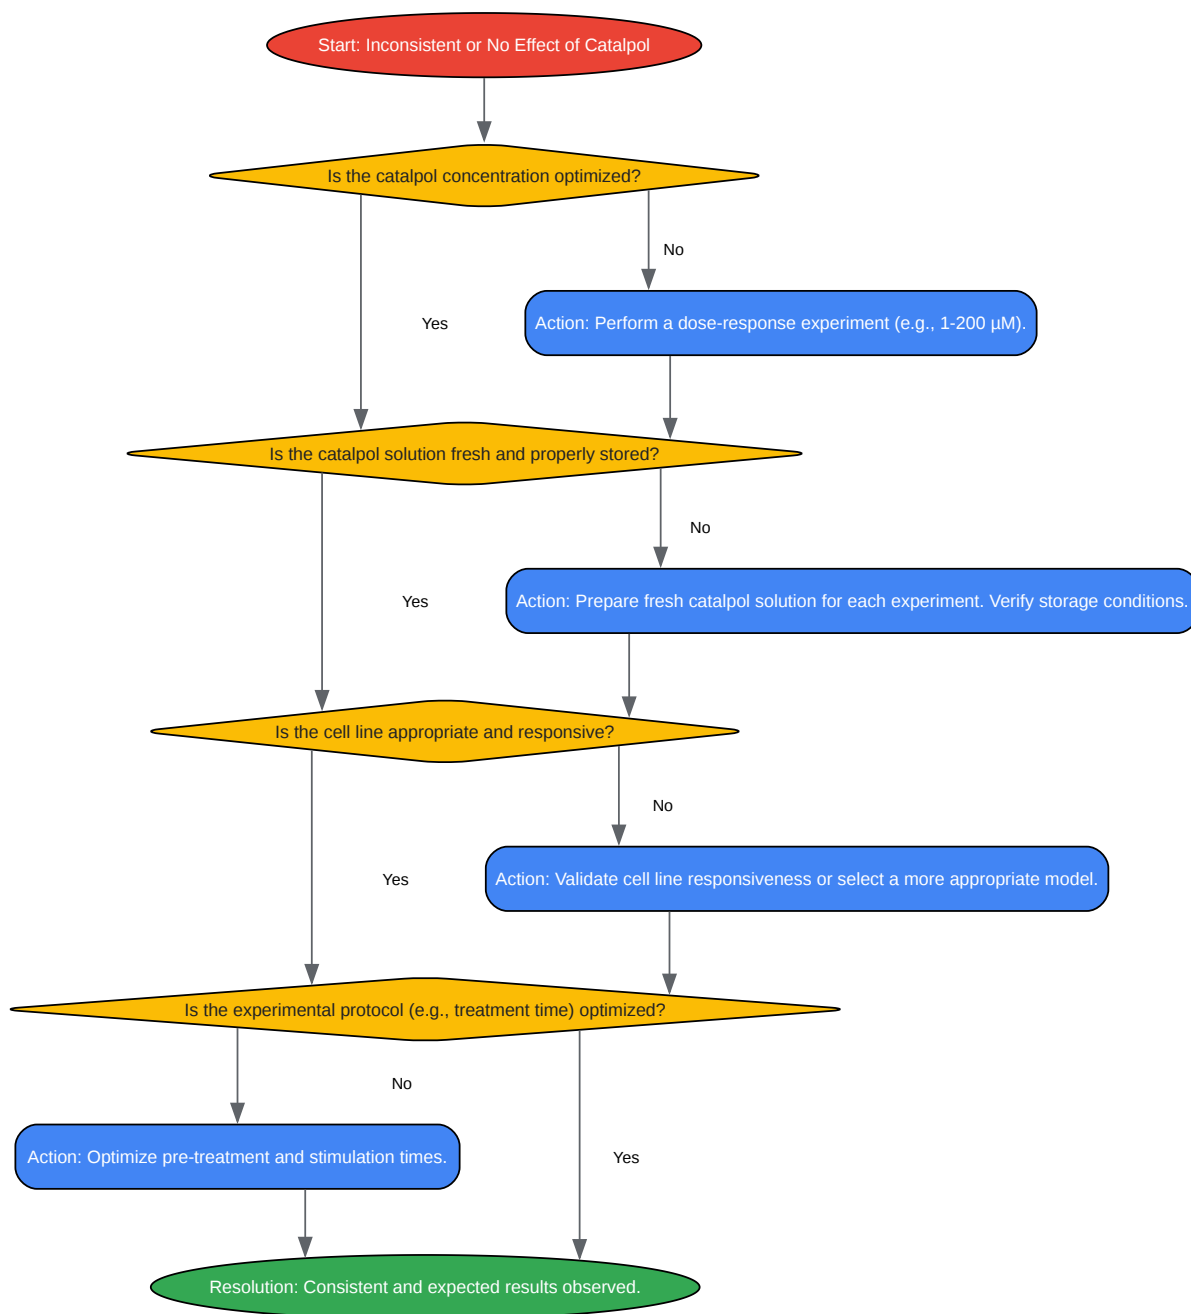 Start: Inconsistent or No Effect of Catalpol
Is the catalpol concentration optimized?
No
Action: Perform a dose-response experiment (e.g., 1-200 µM).
Yes
Is the catalpol solution fresh and properly stored?
No
Action: Prepare fresh catalpol solution for each experiment. Verify storage conditions.
Yes
Is the cell line appropriate and responsive?
No
Action: Validate cell line responsiveness or select a more appropriate model.
Yes
Is the experimental protocol (e.g., treatment time) optimized?
No
Action: Optimize pre-treatment and stimulation times.
Yes
Resolution: Consistent and expected results observed.